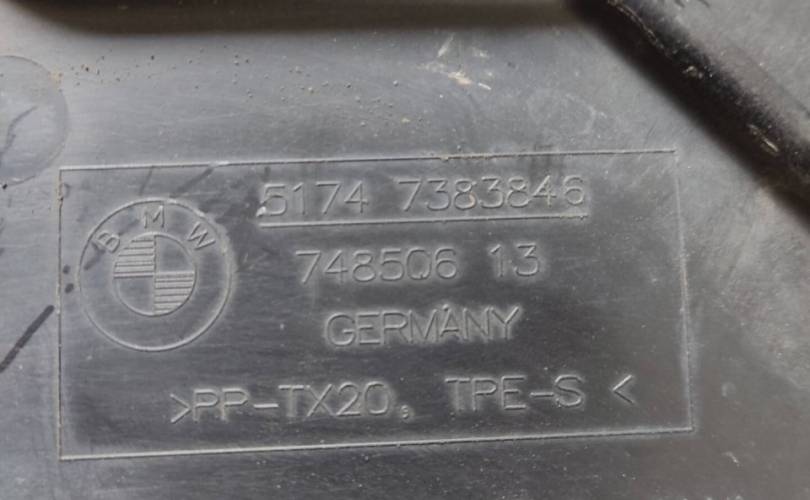 BMW
5174 7383846
748506 13
GERMANY
>PP-TX20, TPE-S<